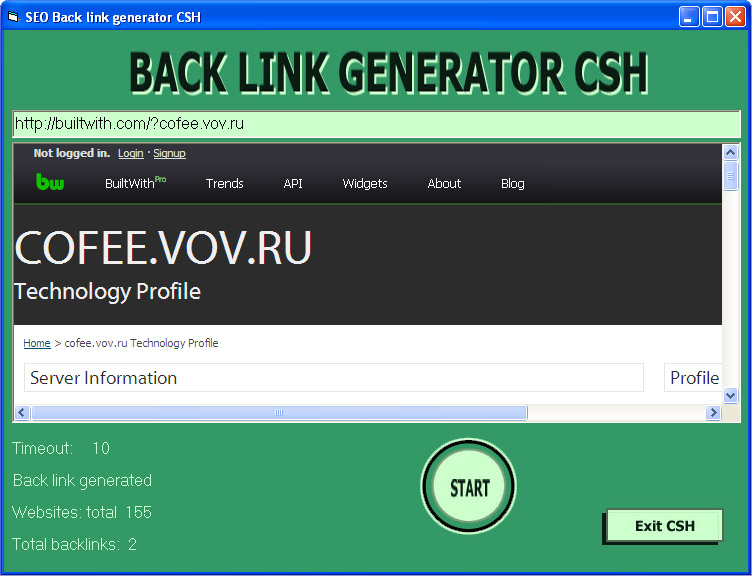 SEO Back link generator CSH
BACK LINK GENERATOR CSH
http://builtwith.com/?cofee.vov.ru
Not logged in. Login · Signup
bw BuiltWith Pro Trends API Widgets About Blog
COFEE.VOV.RU
Technology Profile
Home > cofee.vov.ru Technology Profile
Server Information Profile
Timeout: 10
Back link generated
Websites: total 155
Total backlinks: 2
START
Exit CSH